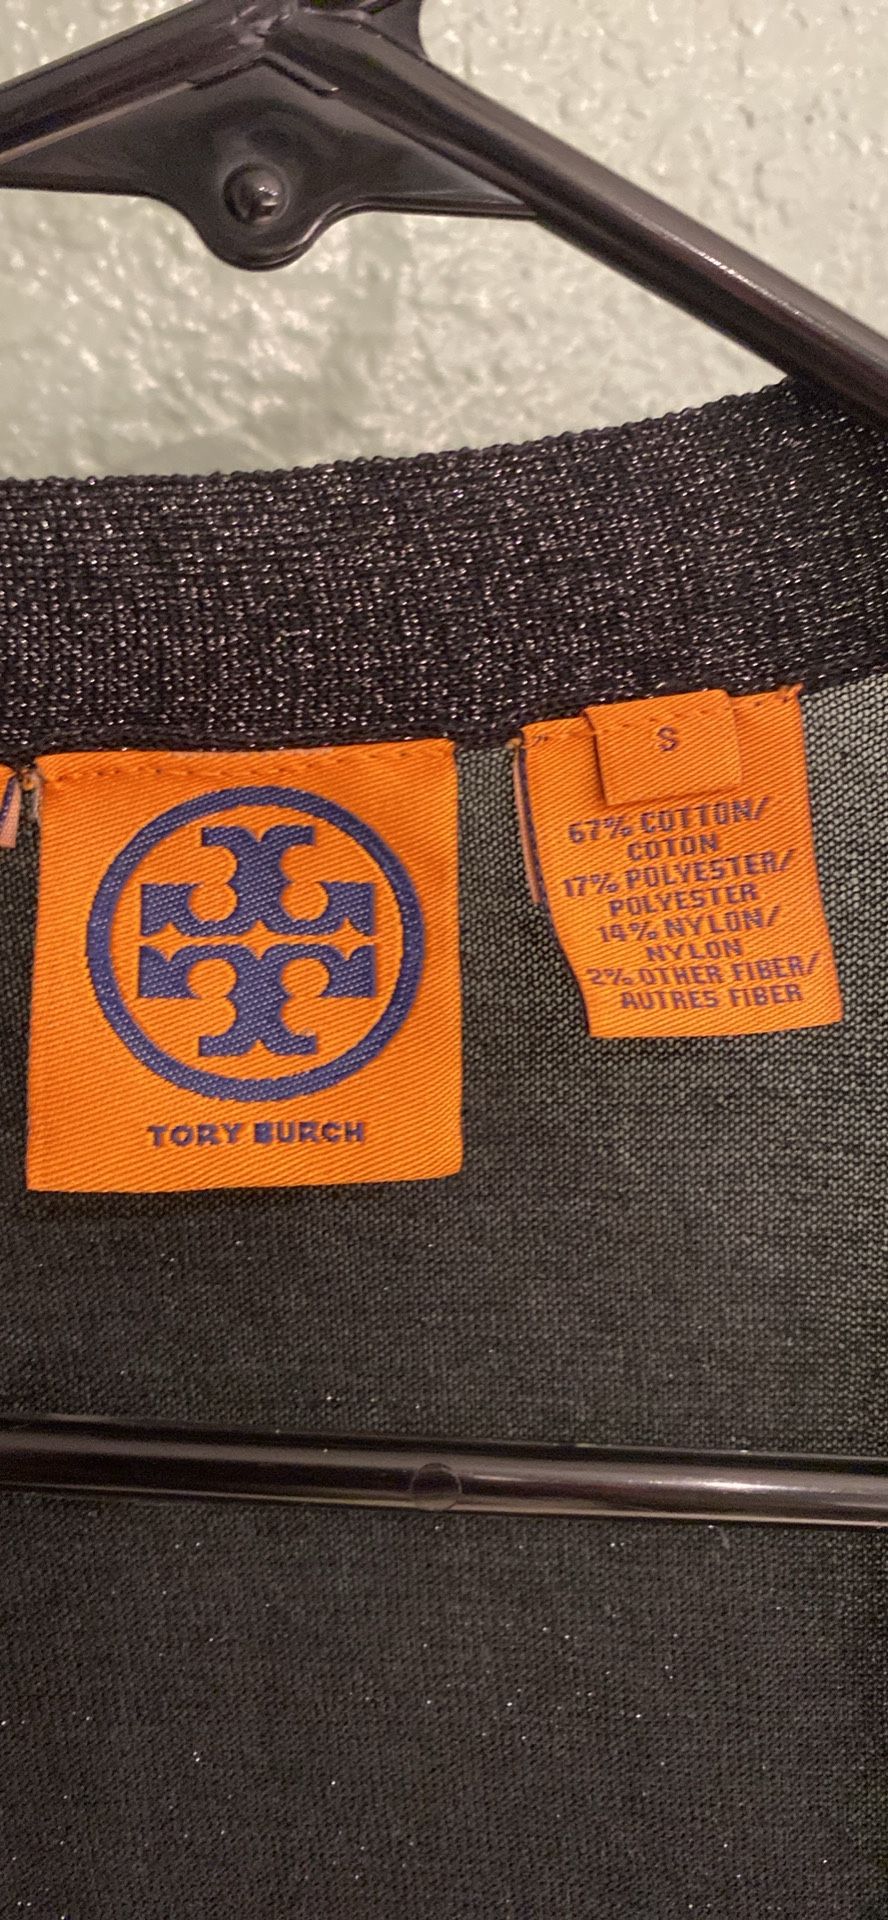 TORY BURCH
S
67% COTTON/
COTON
17% POLYESTER/
POLYESTER
14% NYLON/
NYLON
2% OTHER FIBER/
AUTRES FIBER